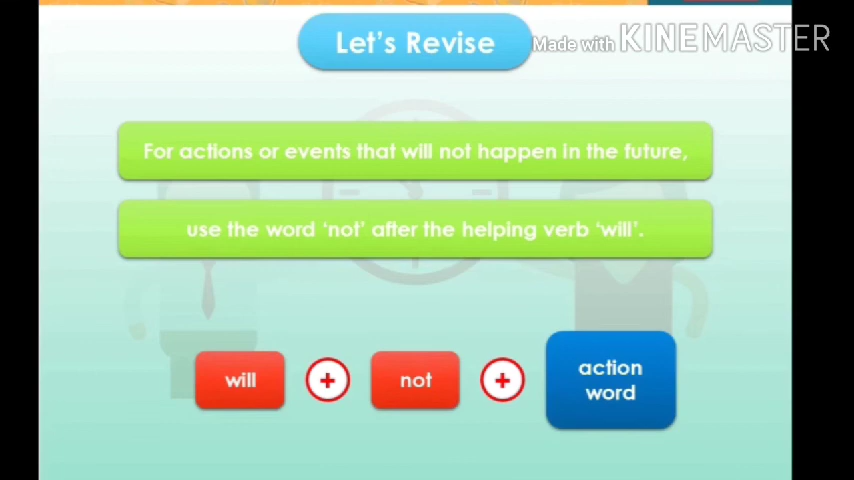 Let's Revise
Made with KINEMASTER
For actions or events that will not happen in the future,
use the word ‘not’ after the helping verb ‘will’.
will + not + action word